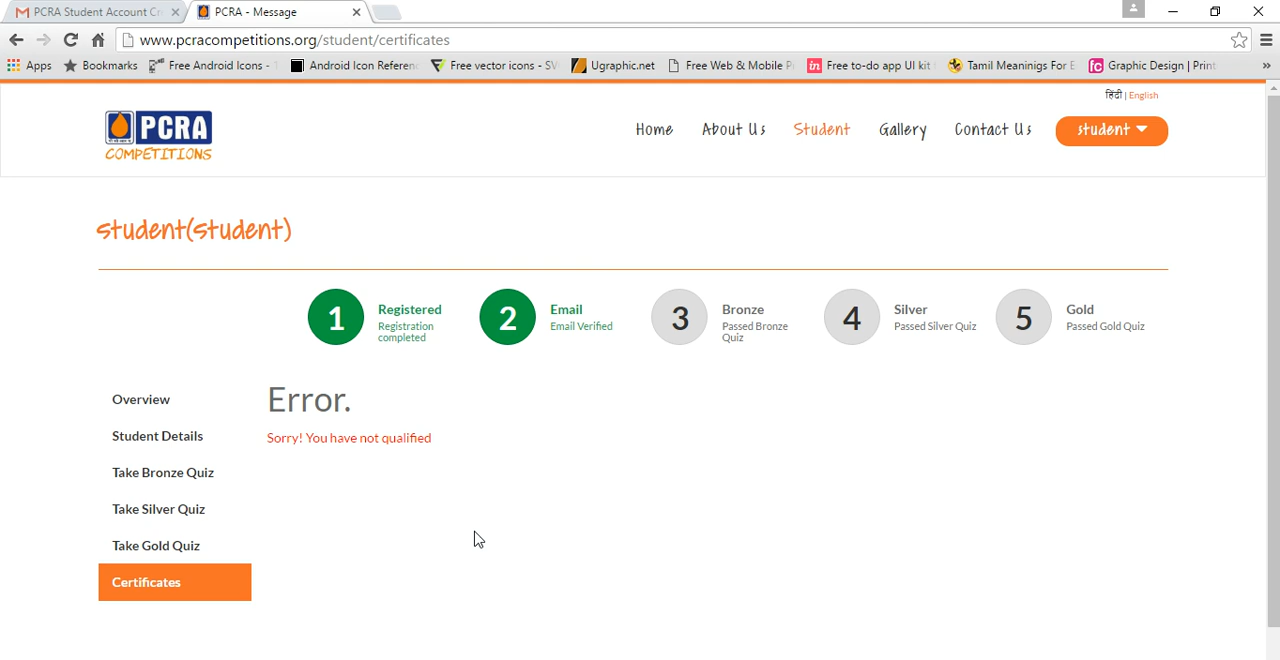 PCRA Student Account Cr
PCRA - Message
www.pcracompetitions.org/student/certificates
Apps
Bookmarks
Free Android Icons -
Android Icon Referen
Free vector icons - SV
Ugraphic.net
Free Web & Mobile P
in
Free to-do app UI kit
Tamil Meaninigs For E
Graphic Design | Print
»
हिंदी | English
PCRA
COMPETITIONS
Home
About Us
Student
Gallery
Contact Us
student
student(student)
1
Registered
Registration
completed
2
Email
Email Verified
3
Bronze
Passed Bronze
Quiz
4
Silver
Passed Silver Quiz
5
Gold
Passed Gold Quiz
Overview
Student Details
Take Bronze Quiz
Take Silver Quiz
Take Gold Quiz
Certificates
Error.
Sorry! You have not qualified